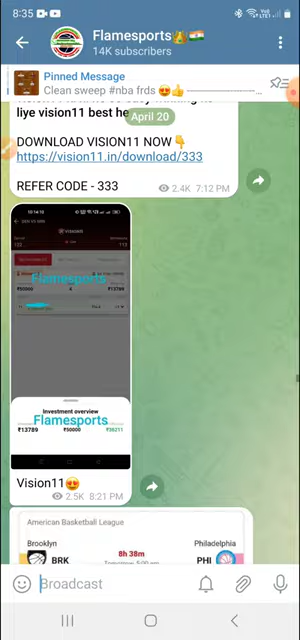 8:35
Flamesports
14K subscribers
Pinned Message
Clean sweep #nba frds 😍👍
April 20
liye vision11 best he
DOWNLOAD VISION11 NOW👇
https://vision11.in/download/333
REFER CODE - 333
2.4K 7:12 PM
VISION11
Flamesports
Investment overview
Flamesports
₹13789 ₹50000 ₹36211
Vision11😍
2.5K 8:21 PM
American Basketball League
Brooklyn Philadelphia
BRK 8h 38m PHI
Broadcast